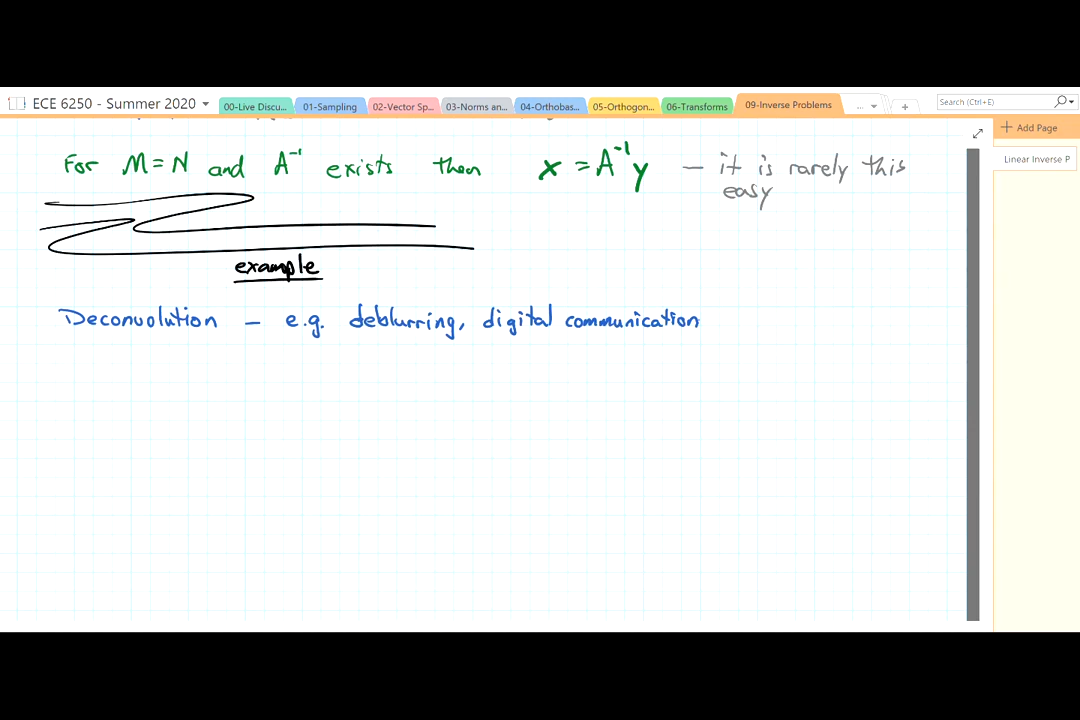 ECE 6250 - Summer 2020
00-Live Discu...
01-Sampling
02-Vector Sp...
03-Norms an...
04-Orthobas...
05-Orthogon...
06-Transforms
09-Inverse Problems
...
Search (Ctrl+E)
Add Page
Linear Inverse P
For M=N and A⁻¹ exists then x = A⁻¹y — it is rarely this
easy
example
Deconvolution - e.g. deblurring, digital communication